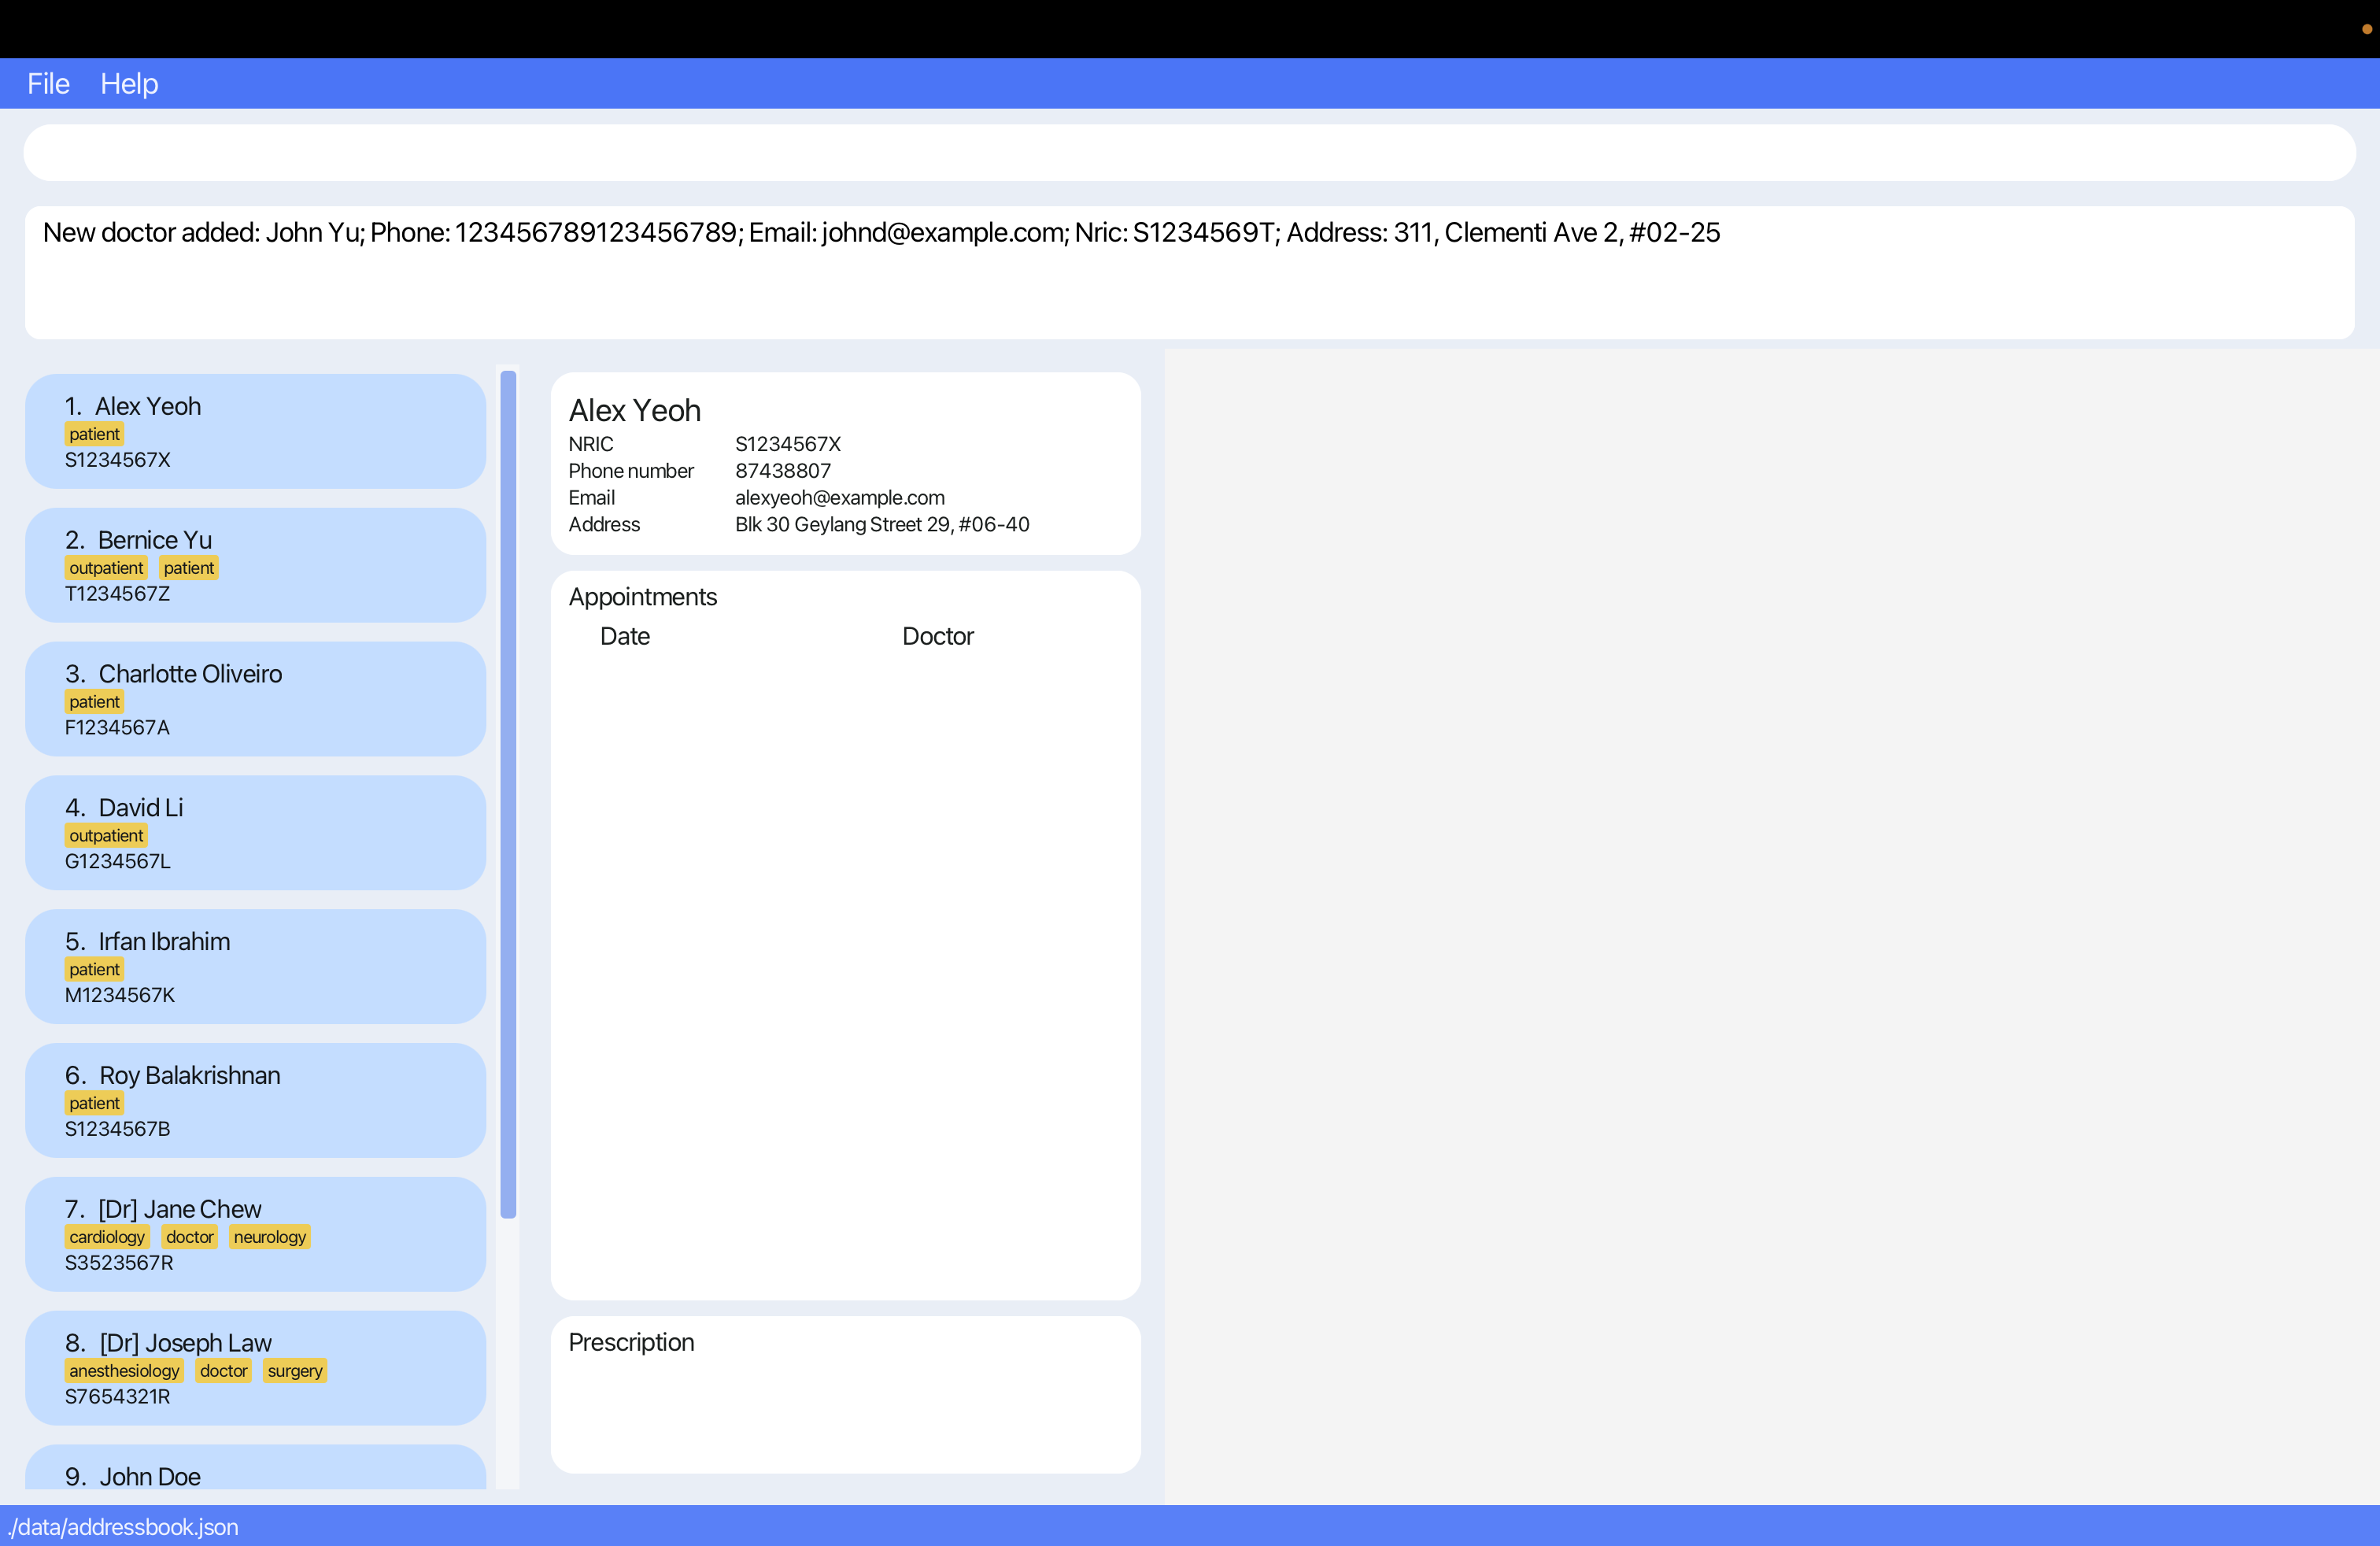 File Help
New doctor added: John Yu; Phone: 123456789123456789; Email: johnd@example.com; Nric: S1234569T; Address: 311, Clementi Ave 2, #02-25
1. Alex Yeoh
patient
S1234567X
2. Bernice Yu
outpatient patient
T1234567Z
3. Charlotte Oliveiro
patient
F1234567A
4. David Li
outpatient
G1234567L
5. Irfan Ibrahim
patient
M1234567K
6. Roy Balakrishnan
patient
S1234567B
7. [Dr] Jane Chew
cardiology doctor neurology
S3523567R
8. [Dr] Joseph Law
anesthesiology doctor surgery
S7654321R
9. John Doe
Alex Yeoh
NRIC S1234567X
Phone number 87438807
Email alexyeoh@example.com
Address Blk 30 Geylang Street 29, #06-40
Appointments
Date Doctor
Prescription
./data/addressbook.json